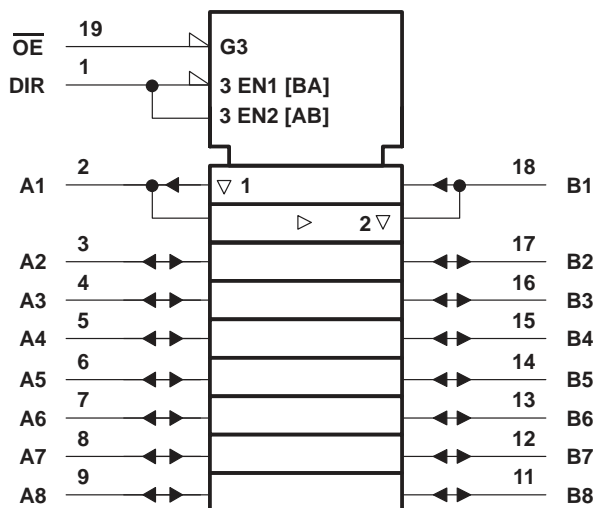 OE 19 G3
DIR 1 3 EN1 [BA]
3 EN2 [AB]
A1 2 1 18 B1
2
A2 3 17 B2
A3 4 16 B3
A4 5 15 B4
A5 6 14 B5
A6 7 13 B6
A7 8 12 B7
A8 9 11 B8